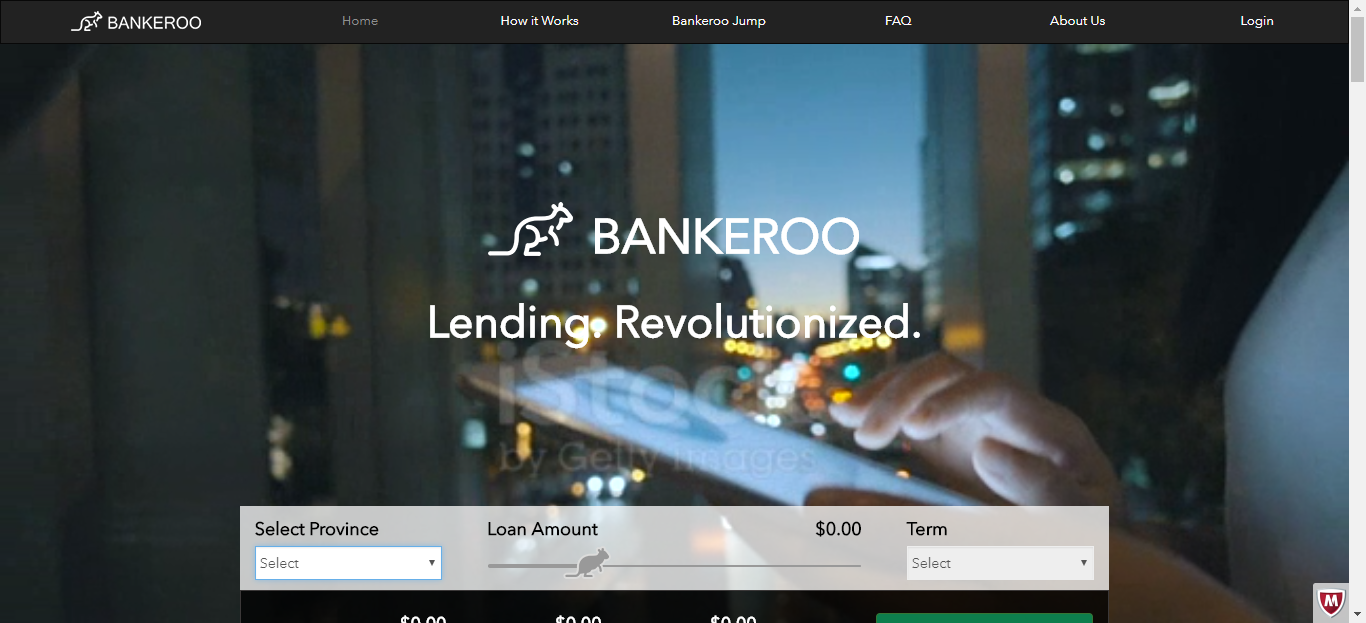 BANKEROO
Home
How it Works
Bankeroo Jump
FAQ
About Us
Login
BANKEROO
Lending. Revolutionized.
iStock
by Getty Images
Select Province
Loan Amount
$0.00
Term
Select
Select
$0.00
$0.00
$0.00